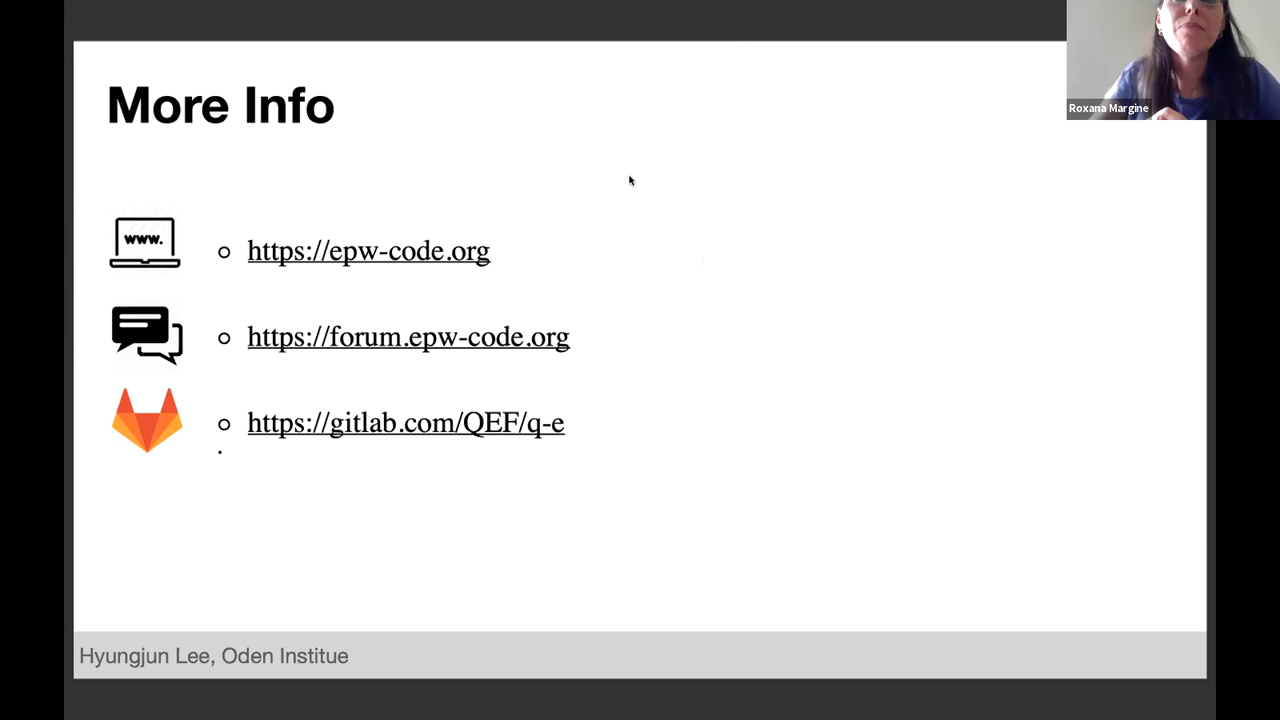 More Info
Roxana Margine
www.
https://epw-code.org
https://forum.epw-code.org
https://gitlab.com/QEF/q-e
Hyungjun Lee, Oden Institue